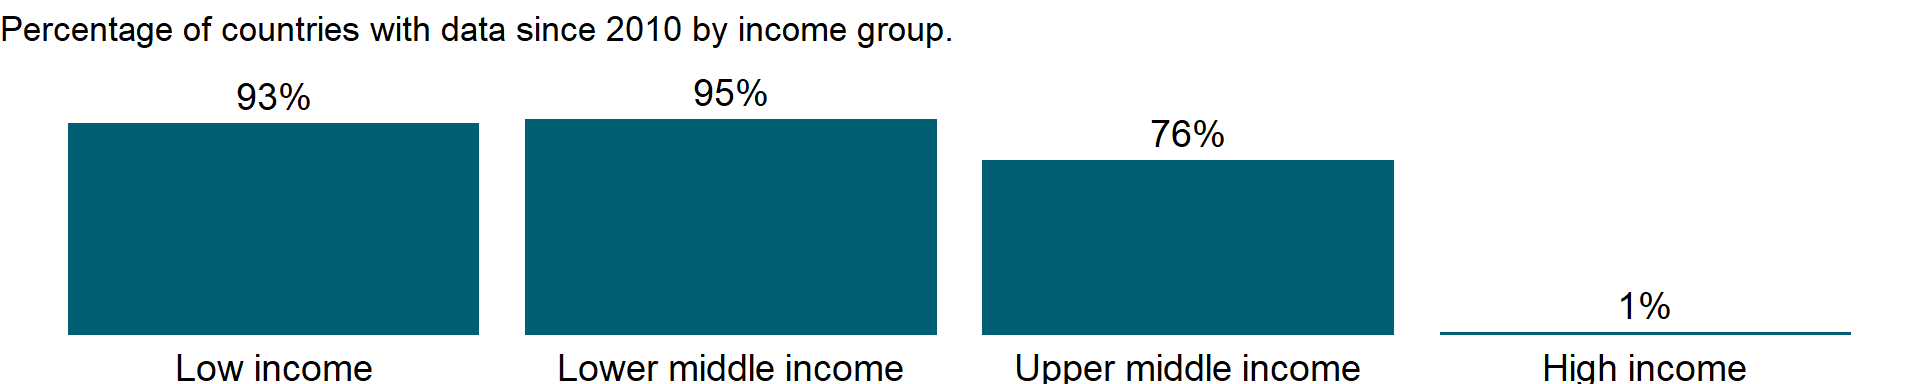 Percentage of countries with data since 2010 by income group.
93%
95%
76%
1%
Low income
Lower middle income
Upper middle income
High income